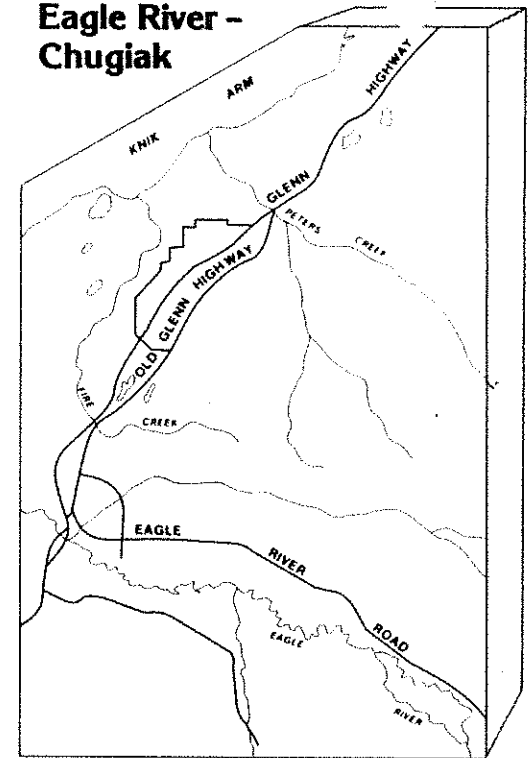 Eagle River –
Chugiak
KNIK ARM
GLENN HIGHWAY
PETERS CREEK
OLD GLENN HIGHWAY
FIRE CREEK
EAGLE RIVER ROAD
EAGLE RIVER